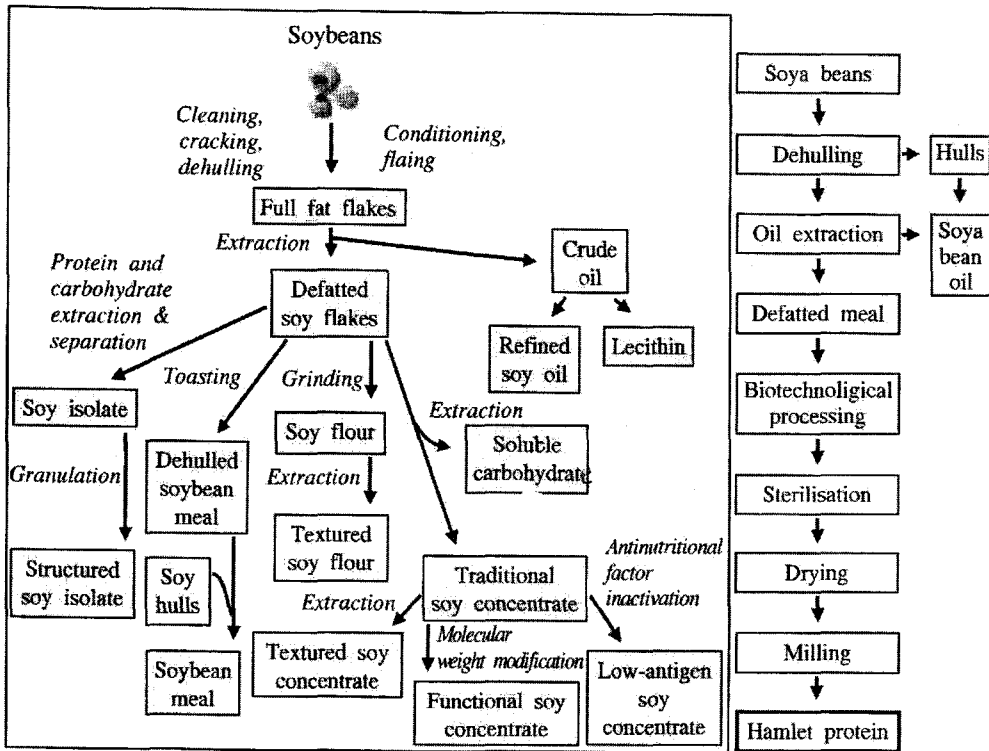 Soybeans
Cleaning,
cracking,
dehulling
Conditioning,
flaing
Full fat flakes
Extraction
Crude
oil
Protein and
carbohydrate
extraction &
separation
Defatted
soy flakes
Refined
soy oil
Lecithin
Toasting
Grinding
Extraction
Soy isolate
Soy flour
Soluble
carbohydrate
Granulation
Dehulled
soybean
meal
Extraction
Textured
soy flour
Structured
soy isolate
Soy
hulls
Traditional
soy concentrate
Antinutritional
factor
inactivation
Extraction
Molecular
weight modification
Soybean
meal
Textured soy
concentrate
Functional soy
concentrate
Low-antigen
soy
concentrate
Soya beans
Dehulling
Hulls
Oil extraction
Soya
bean
oil
Defatted meal
Biotechnoligical
processing
Sterilisation
Drying
Milling
Hamlet protein